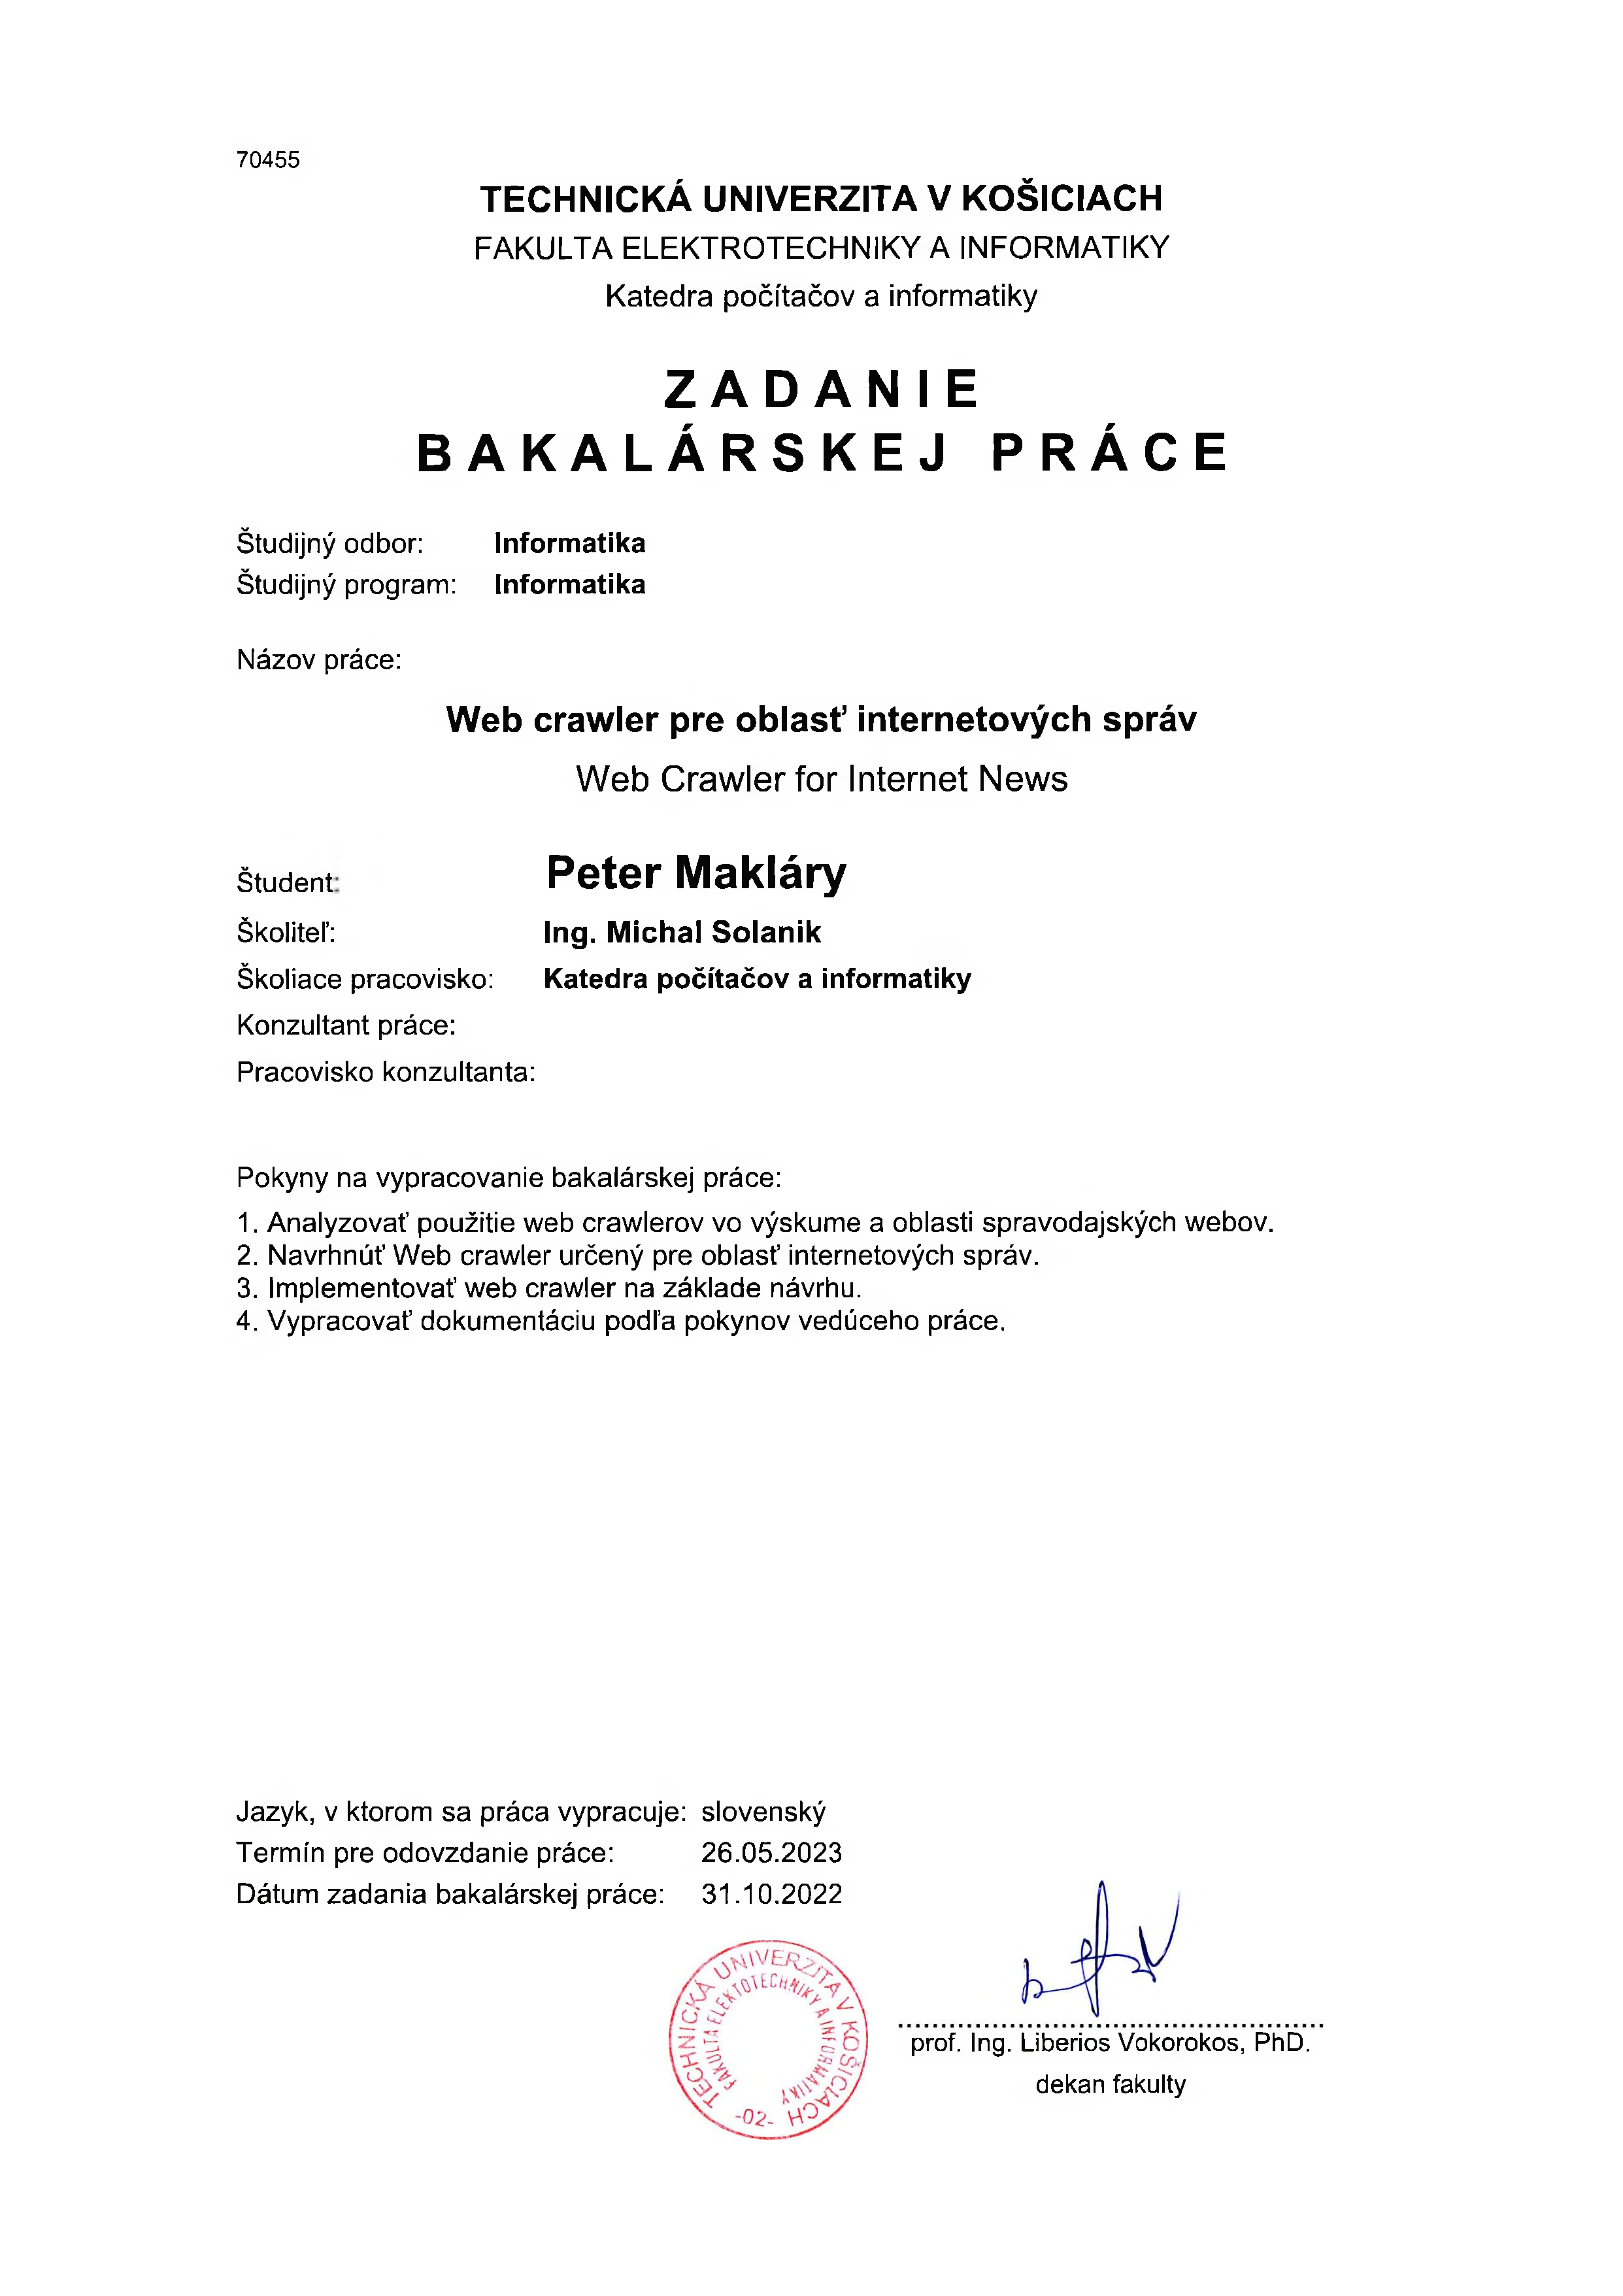 70455
TECHNICKÁ UNIVERZITA V KOŠICIACH
FAKULTA ELEKTROTECHNIKY A INFORMATIKY
Katedra počítačov a informatiky
ZADANIE
BAKALÁRSKEJ PRÁCE
Študijný odbor: Informatika
Študijný program: Informatika
Názov práce:
Web crawler pre oblasť internetových správ
Web Crawler for Internet News
Študent: Peter Makláry
Školiteľ: Ing. Michal Solanik
Školiace pracovisko: Katedra počítačov a informatiky
Konzultant práce:
Pracovisko konzultanta:
Pokyny na vypracovanie bakalárskej práce:
1. Analyzovať použitie web crawlerov vo výskume a oblasti spravodajských webov.
2. Navrhnúť Web crawler určený pre oblasť internetových správ.
3. Implementovať web crawler na základe návrhu.
4. Vypracovať dokumentáciu podľa pokynov vedúceho práce.
Jazyk, v ktorom sa práca vypracuje: slovenský
Termín pre odovzdanie práce: 26.05.2023
Dátum zadania bakalárskej práce: 31.10.2022
TECHNICKÁ UNIVERZITA V KOŠICIACH
FAKULTA ELEKTOTECHNIKY A INFORMATIKY
-02-
prof. Ing. Liberios Vokorokos, PhD.
dekan fakulty